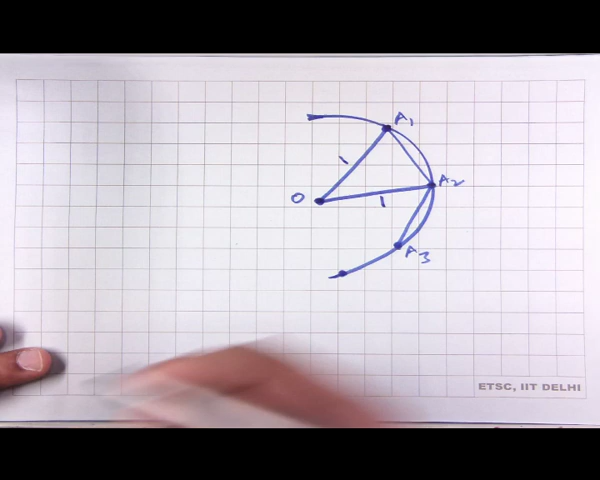 A1
1
A2
O
1
A3
ETSC, IIT DELHI